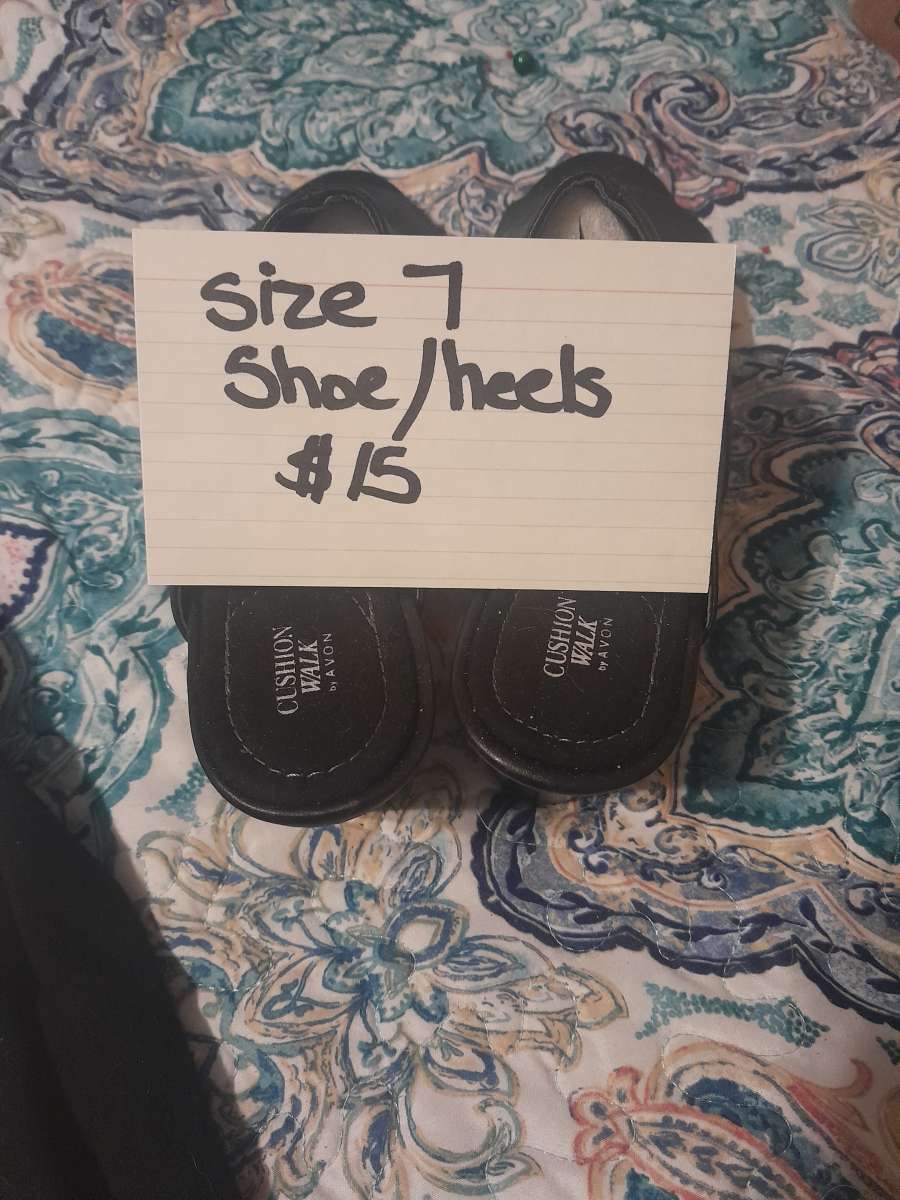 Size 7
Shoe/heels
$15
CUSHION
WALK
by AVON
CUSHION
WALK
by AVON